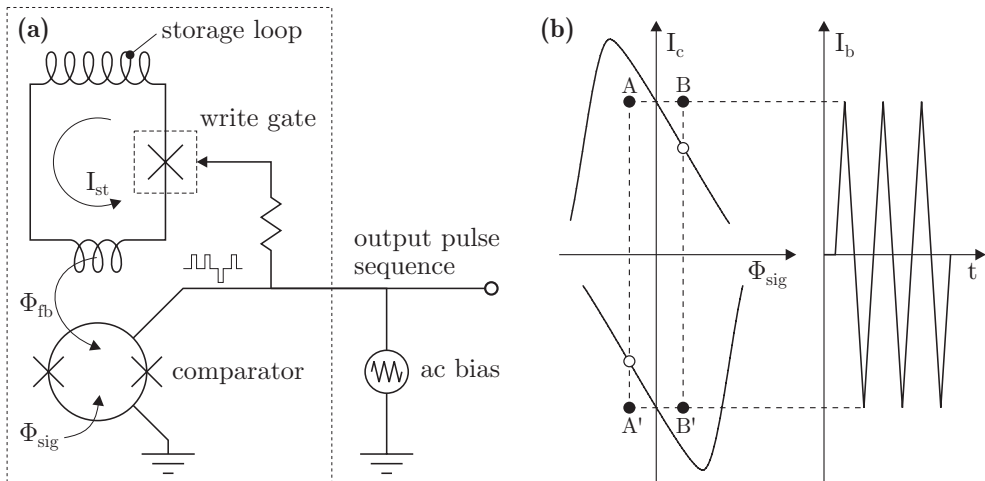 (a)
storage loop
write gate
I_st
output pulse
sequence
Φ_fb
comparator
ac bias
Φ_sig
(b)
I_c
I_b
A
B
Φ_sig
t
A'
B'